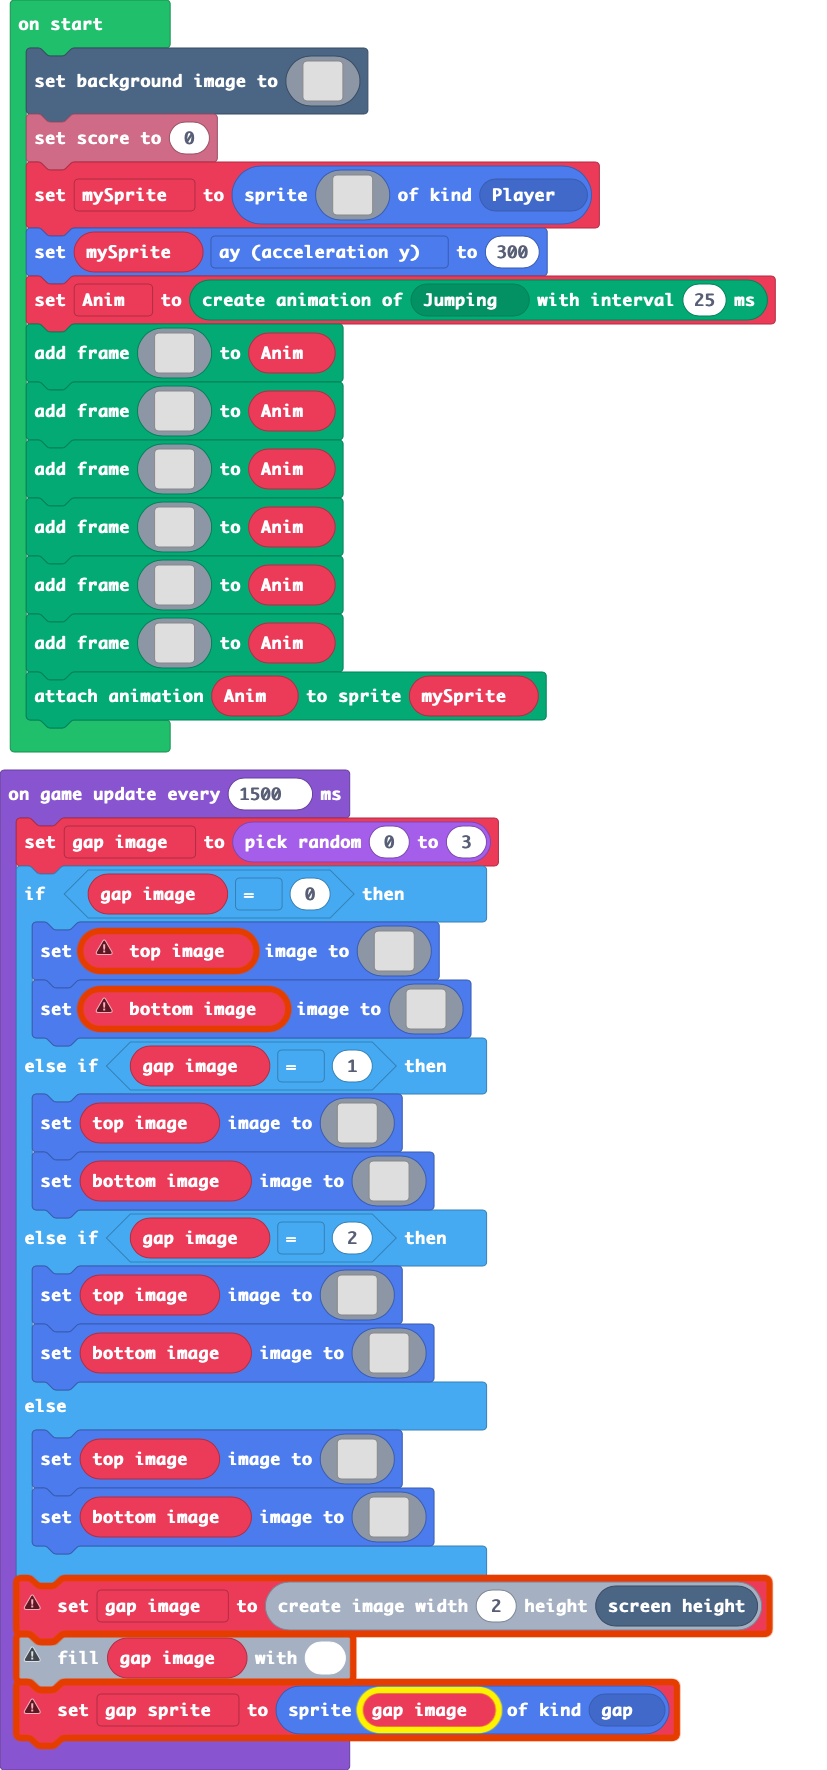 on start
set background image to
set score to 0
set mySprite to sprite of kind Player
set mySprite ay (acceleration y) to 300
set Anim to create animation of Jumping with interval 25 ms
add frame to Anim
add frame to Anim
add frame to Anim
add frame to Anim
add frame to Anim
add frame to Anim
attach animation Anim to sprite mySprite
on game update every 1500 ms
set gap image to pick random 0 to 3
if gap image = 0 then
set top image image to
set bottom image image to
else if gap image = 1 then
set top image image to
set bottom image image to
else if gap image = 2 then
set top image image to
set bottom image image to
else
set top image image to
set bottom image image to
set gap image to create image width 2 height screen height
fill gap image with
set gap sprite to sprite gap image of kind gap